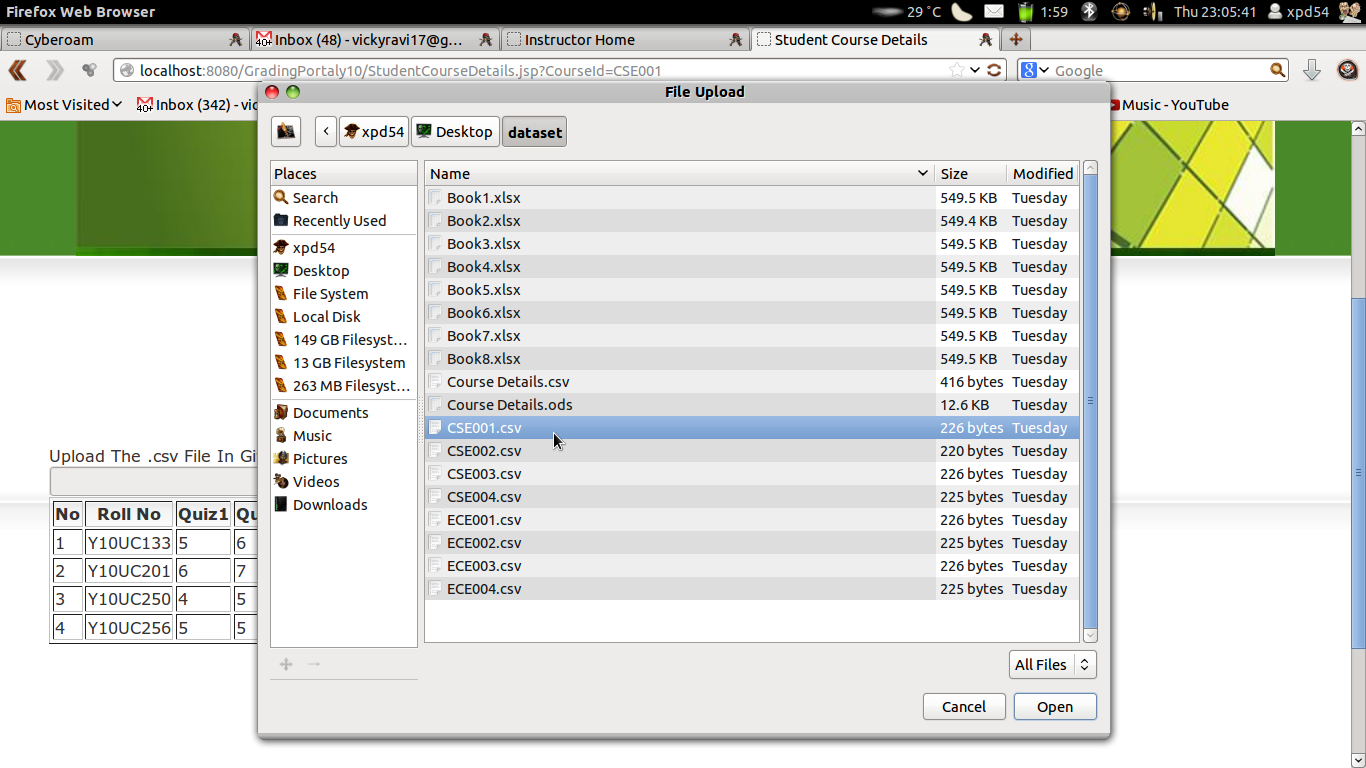 Firefox Web Browser 29 °C 1:59 Thu 23:05:41 xpd54
Cyberoam 40+ Inbox (48) - vickyravi17@g... Instructor Home Student Course Details
localhost:8080/GradingPortaly10/StudentCourseDetails.jsp?CourseId=CSE001 8 Google
Most Visited 40+ Inbox (342) - vic Music - YouTube
File Upload
xpd54 Desktop dataset
Places Name Size Modified
Search Book1.xlsx 549.5 KB Tuesday
Recently Used Book2.xlsx 549.4 KB Tuesday
xpd54 Book3.xlsx 549.5 KB Tuesday
Desktop Book4.xlsx 549.5 KB Tuesday
File System Book5.xlsx 549.5 KB Tuesday
Local Disk Book6.xlsx 549.5 KB Tuesday
149 GB Filesyst... Book7.xlsx 549.5 KB Tuesday
13 GB Filesystem Book8.xlsx 549.5 KB Tuesday
263 MB Filesyst... Course Details.csv 416 bytes Tuesday
Documents Course Details.ods 12.6 KB Tuesday
Music CSE001.csv 226 bytes Tuesday
Pictures CSE002.csv 220 bytes Tuesday
Videos CSE003.csv 226 bytes Tuesday
Downloads CSE004.csv 225 bytes Tuesday
ECE001.csv 226 bytes Tuesday
ECE002.csv 225 bytes Tuesday
ECE003.csv 226 bytes Tuesday
ECE004.csv 225 bytes Tuesday
All Files
Cancel Open
Upload The .csv File In Gi
No Roll No Quiz1 Qu
1 Y10UC133 5 6
2 Y10UC201 6 7
3 Y10UC250 4 5
4 Y10UC256 5 5